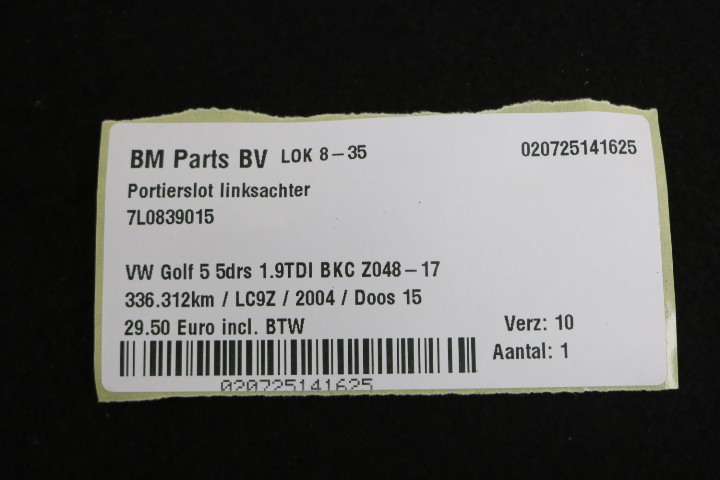 BM Parts BV LOK 8-35 020725141625
Portierslot linksachter
7L0839015
VW Golf 5 5drs 1.9TDI BKC Z048-17
336.312km / LC9Z / 2004 / Doos 15
29.50 Euro incl. BTW Verz: 10
Aantal: 1
020725141625